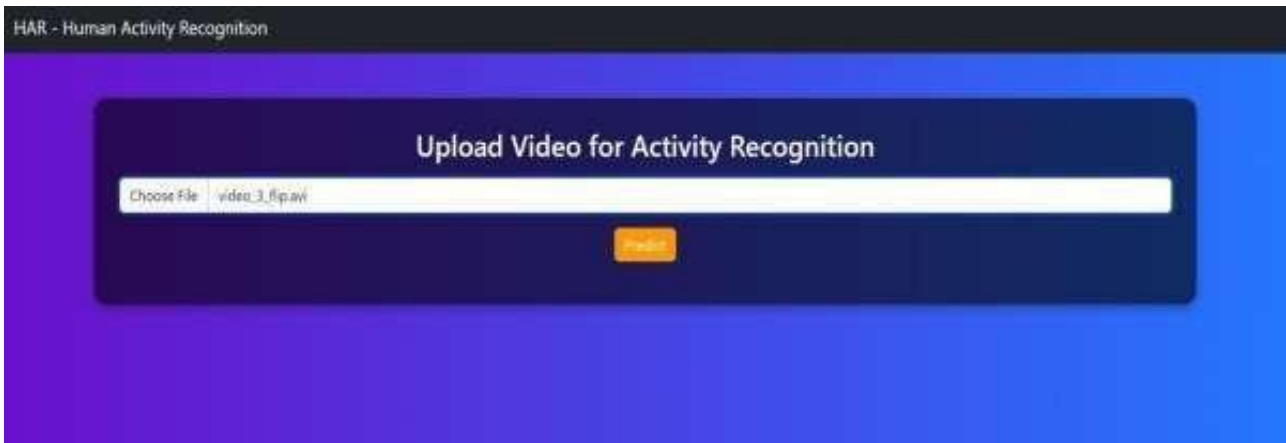 HAR - Human Activity Recognition
Upload Video for Activity Recognition
Choose File video_3_flip.avi
Predict